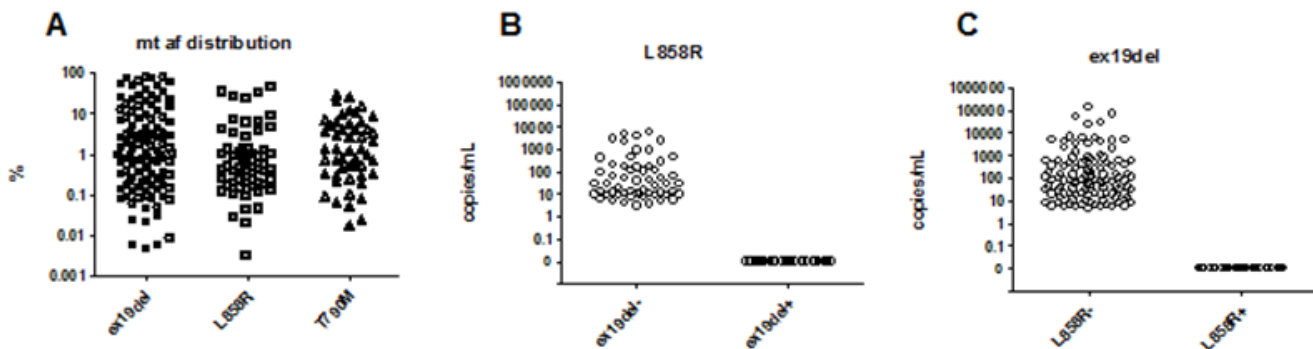 A
mt af distribution
%
100
10
1
0.1
0.01
0.001
ex19del
L858R
T790M
B
L858R
copies/mL
1000000
100000
10000
1000
100
10
1
0.1
0
ex19del-
ex19del+
C
ex19del
copies/mL
1000000
100000
10000
1000
100
10
1
0.1
0
L858R-
L858R+